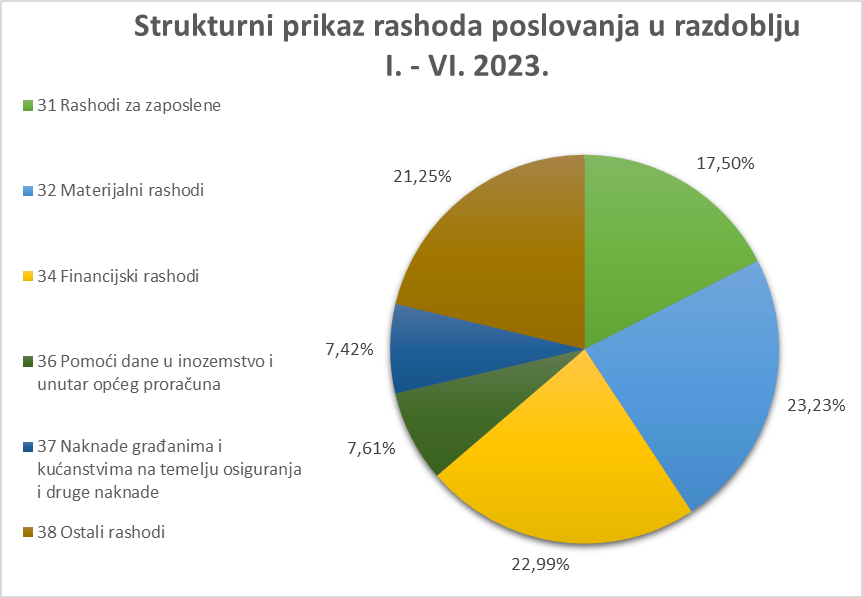 Strukturni prikaz rashoda poslovanja u razdoblju
I. - VI. 2023.
31 Rashodi za zaposlene
32 Materijalni rashodi
34 Financijski rashodi
36 Pomoći dane u inozemstvo i
unutar općeg proračuna
37 Naknade građanima i
kućanstvima na temelju osiguranja
i druge naknade
38 Ostali rashodi
17,50%
23,23%
22,99%
7,61%
7,42%
21,25%